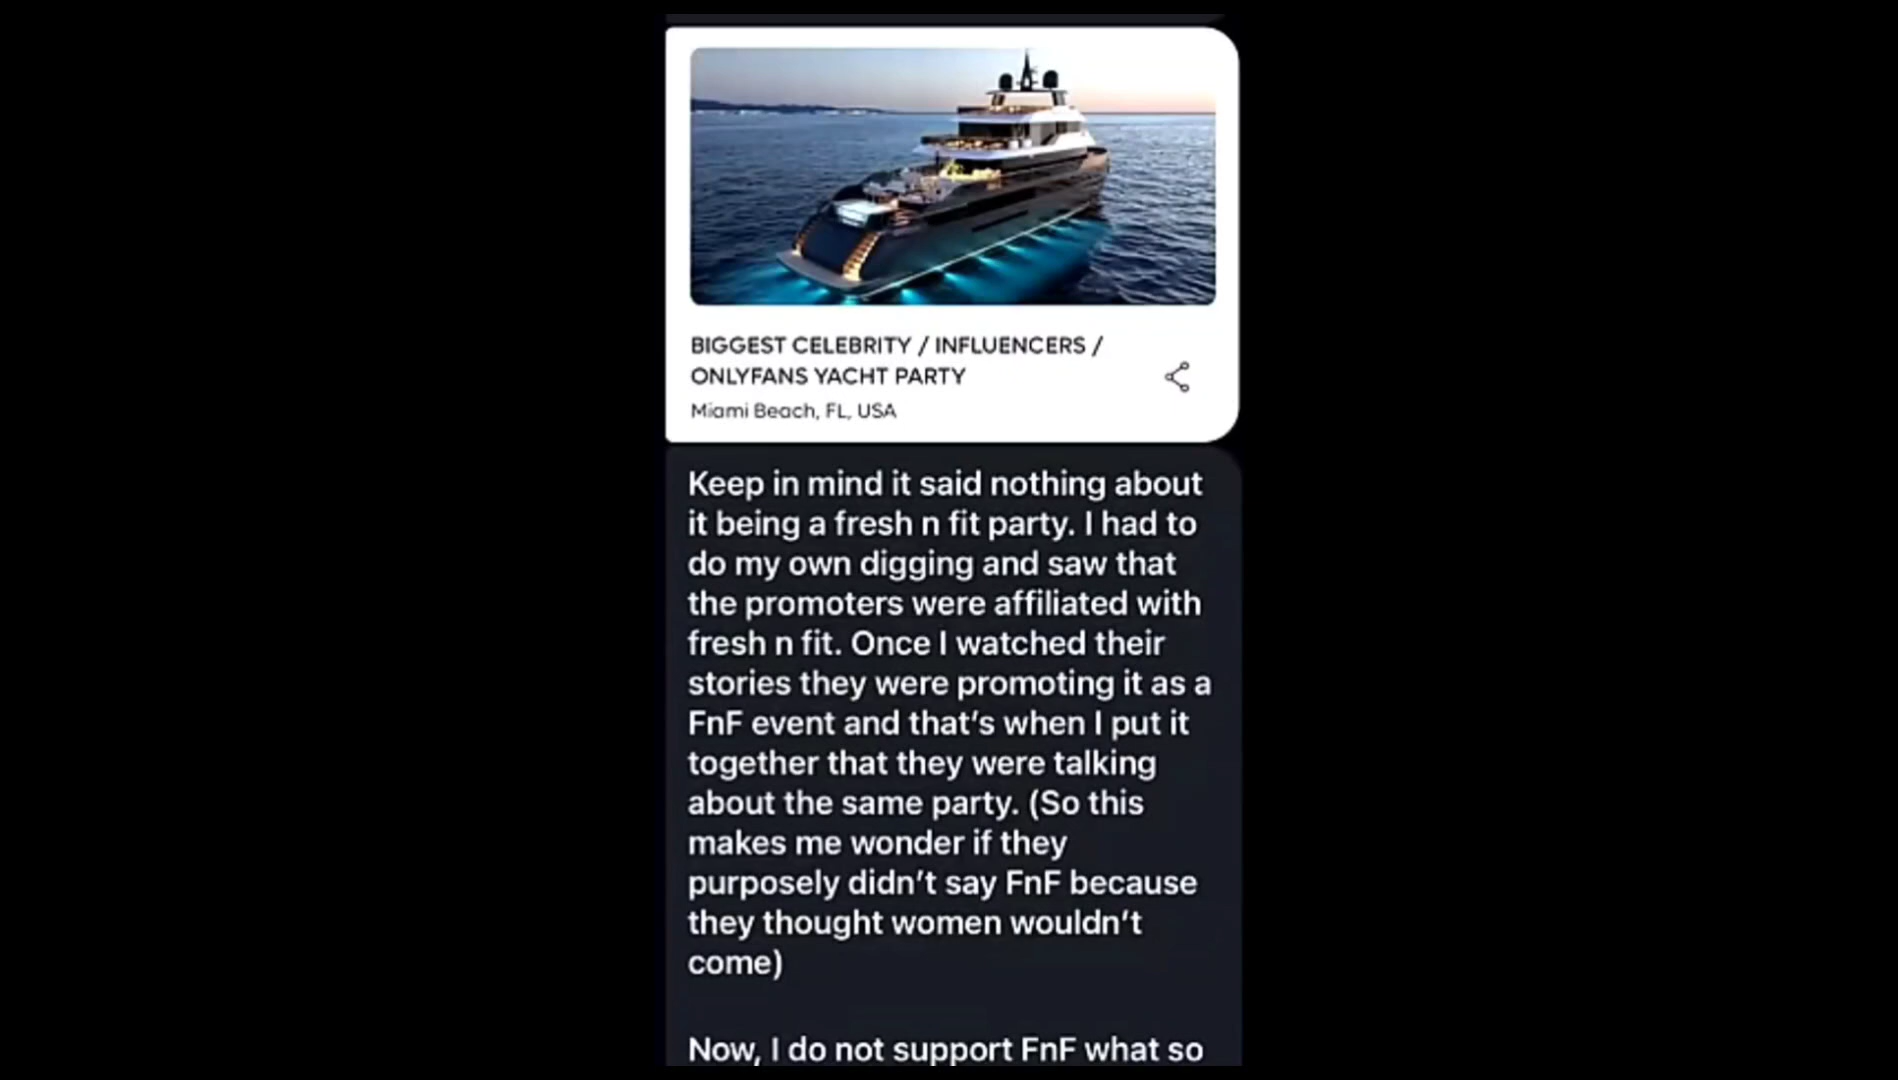 BIGGEST CELEBRITY / INFLUENCERS /
ONLYFANS YACHT PARTY
Miami Beach, FL, USA
Keep in mind it said nothing about
it being a fresh n fit party. I had to
do my own digging and saw that
the promoters were affiliated with
fresh n fit. Once I watched their
stories they were promoting it as a
FnF event and that’s when I put it
together that they were talking
about the same party. (So this
makes me wonder if they
purposely didn’t say FnF because
they thought women wouldn’t
come)
Now, I do not support FnF what so